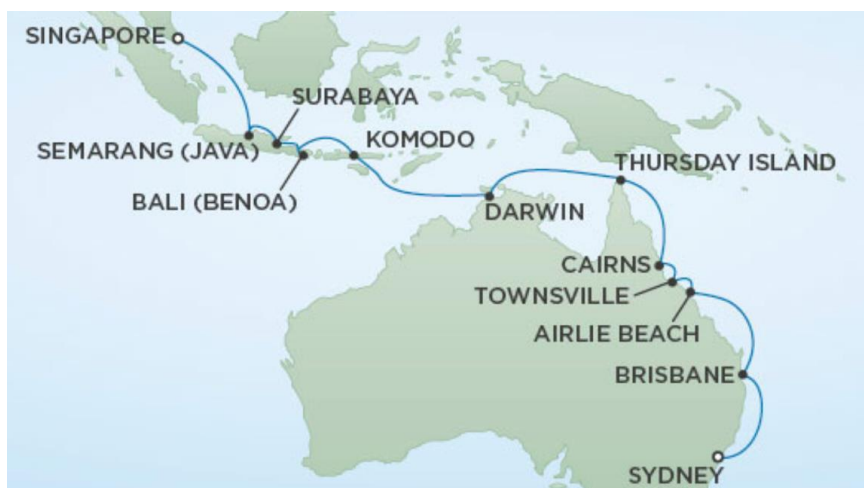 SINGAPORE
SURABAYA
KOMODO
SEMARANG (JAVA)
THURSDAY ISLAND
BALI (BENOA)
DARWIN
CAIRNS
TOWNSVILLE
AIRLIE BEACH
BRISBANE
SYDNEY